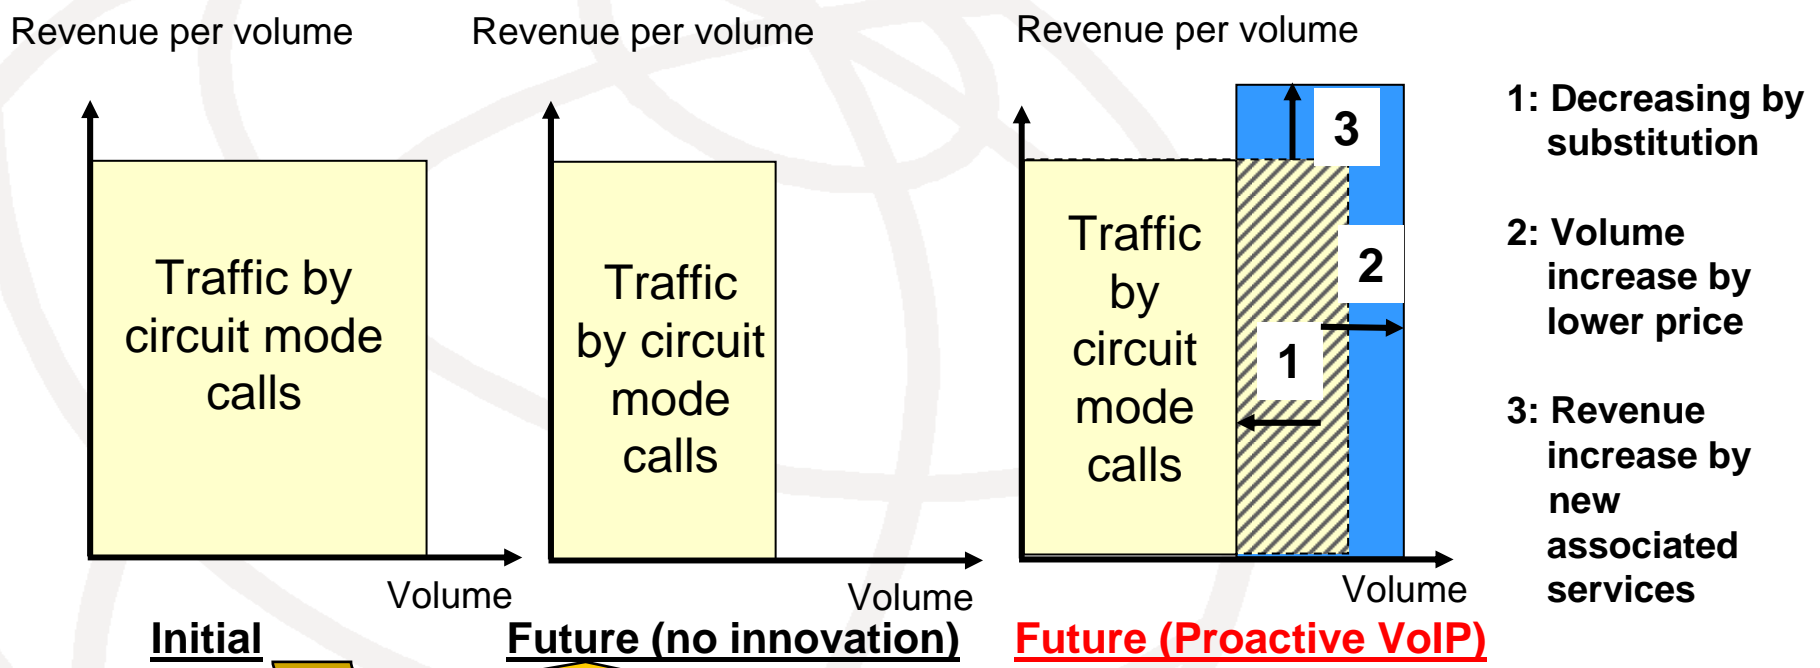 Revenue per volume
Revenue per volume
Revenue per volume
Traffic by
circuit mode
calls
Volume
Initial
Traffic
by circuit
mode
calls
Volume
Future (no innovation)
Traffic
by
circuit
mode
calls
3
2
1
Volume
Future (Proactive VoIP)
1: Decreasing by
substitution
2: Volume
increase by
lower price
3: Revenue
increase by
new
associated
services